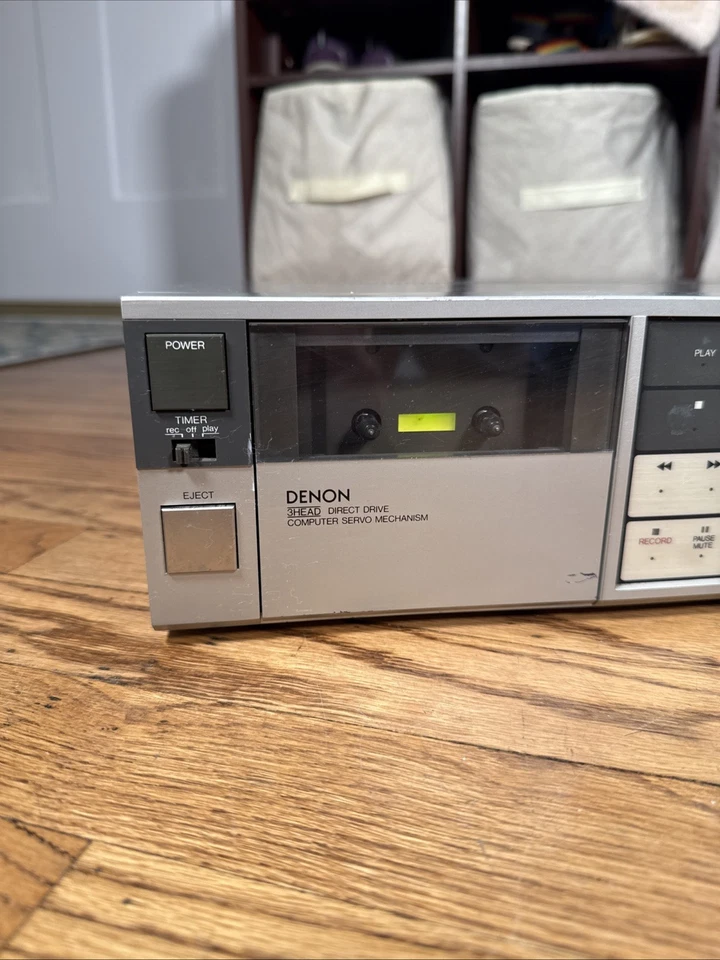 POWER
TIMER
rec off play
EJECT
DENON
3HEAD DIRECT DRIVE
COMPUTER SERVO MECHANISM
PLAY
RECORD
PAUSE
MUTE